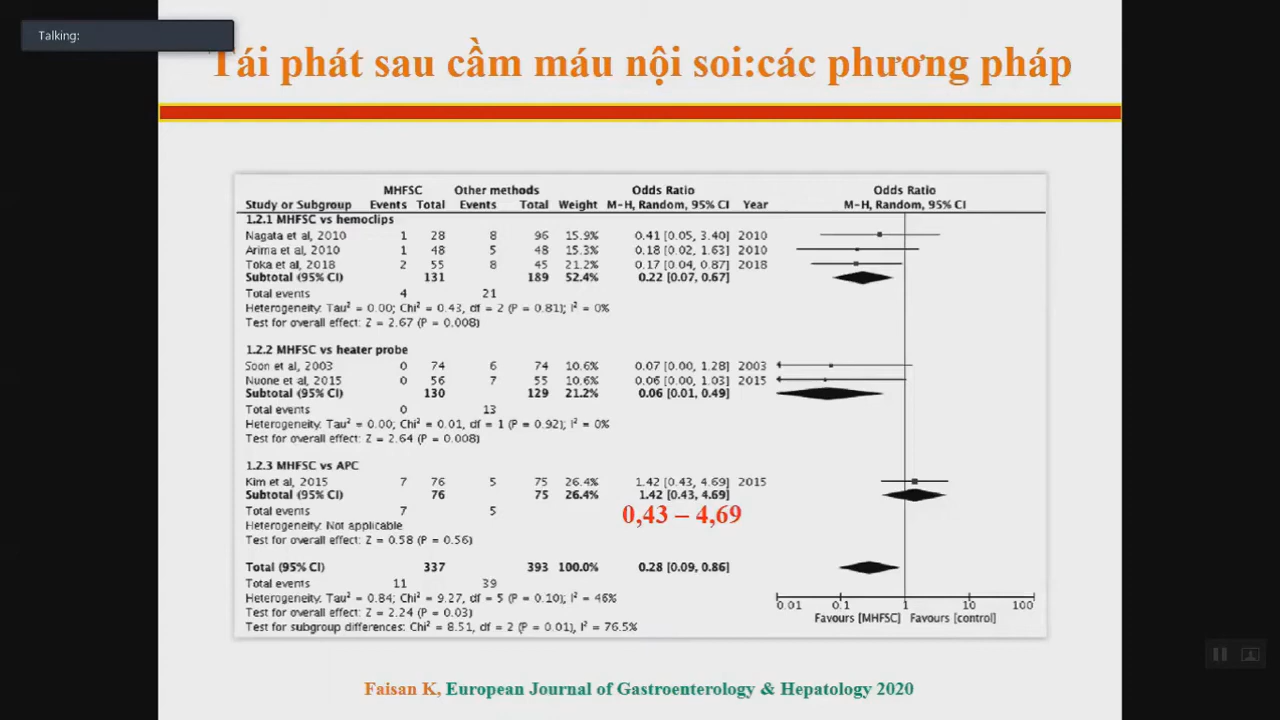 Talking:
Tái phát sau cầm máu nội soi:các phương pháp
MHFSC Other methods Odds Ratio Odds Ratio
Study or Subgroup Events Total Events Total Weight M-H, Random, 95% CI Year M-H, Random, 95% CI
1.2.1 MHFSC vs hemoclips
Nagata et al, 2010 1 28 8 96 15.9% 0.41 [0.05, 3.40] 2010
Arima et al, 2010 1 48 5 48 15.3% 0.18 [0.02, 1.63] 2010
Toka et al, 2018 2 55 8 45 21.2% 0.17 [0.04, 0.87] 2018
Subtotal (95% CI) 131 189 52.4% 0.22 [0.07, 0.67]
Total events 4 21
Heterogeneity: Tau² = 0.00; Chi² = 0.43, df = 2 (P = 0.81); I² = 0%
Test for overall effect: Z = 2.67 (P = 0.008)
1.2.2 MHFSC vs heater probe
Soon et al, 2003 0 74 6 74 10.6% 0.07 [0.00, 1.28] 2003
Nuone et al, 2015 0 56 7 55 10.6% 0.06 [0.00, 1.03] 2015
Subtotal (95% CI) 130 129 21.2% 0.06 [0.01, 0.49]
Total events 0 13
Heterogeneity: Tau² = 0.00; Chi² = 0.01, df = 1 (P = 0.92); I² = 0%
Test for overall effect: Z = 2.64 (P = 0.008)
1.2.3 MHFSC vs APC
Kim et al, 2015 7 76 5 75 26.4% 1.42 [0.43, 4.69] 2015
Subtotal (95% CI) 76 75 26.4% 1.42 [0.43, 4.69]
Total events 7 5
0,43 – 4,69
Heterogeneity: Not applicable
Test for overall effect: Z = 0.58 (P = 0.56)
Total (95% CI) 337 393 100.0% 0.28 [0.09, 0.86]
Total events 11 39
Heterogeneity: Tau² = 0.84; Chi² = 9.27, df = 5 (P = 0.10); I² = 46%
Test for overall effect: Z = 2.24 (P = 0.03)
Test for subgroup differences: Chi² = 8.51, df = 2 (P = 0.01), I² = 76.5%
0.01 0.1 1 10 100
Favours [MHFSC] Favours [control]
Faisan K, European Journal of Gastroenterology & Hepatology 2020